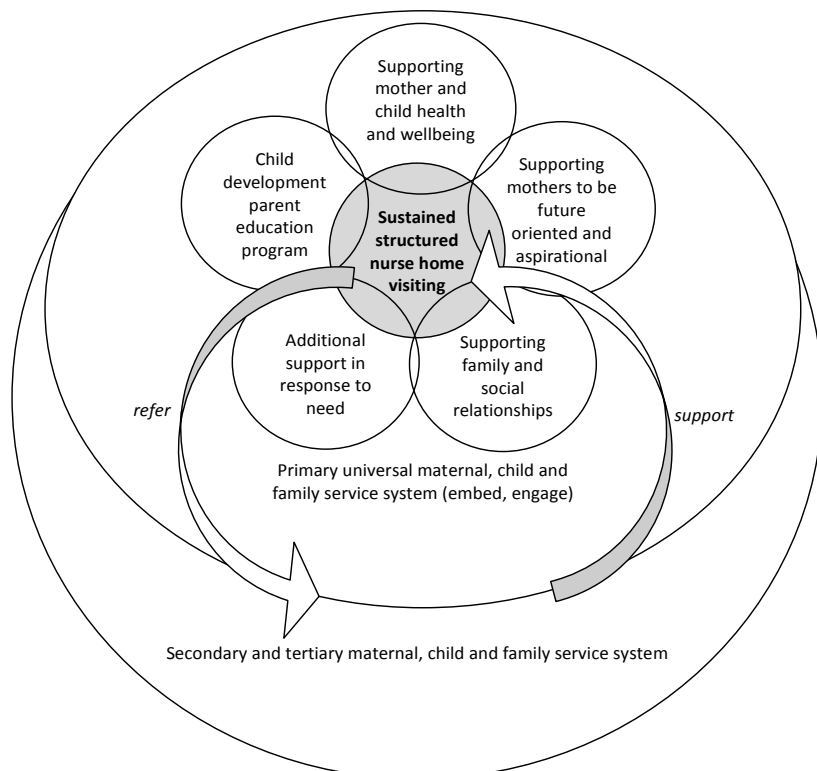 Supporting
mother and
child health
and wellbeing
Child
development
parent
education
program
Supporting
mothers to be
future
oriented and
aspirational
Sustained
structured
nurse home
visiting
Additional
support in
response to
need
Supporting
family and
social
relationships
refer
support
Primary universal maternal, child and
family service system (embed, engage)
Secondary and tertiary maternal, child and family service system